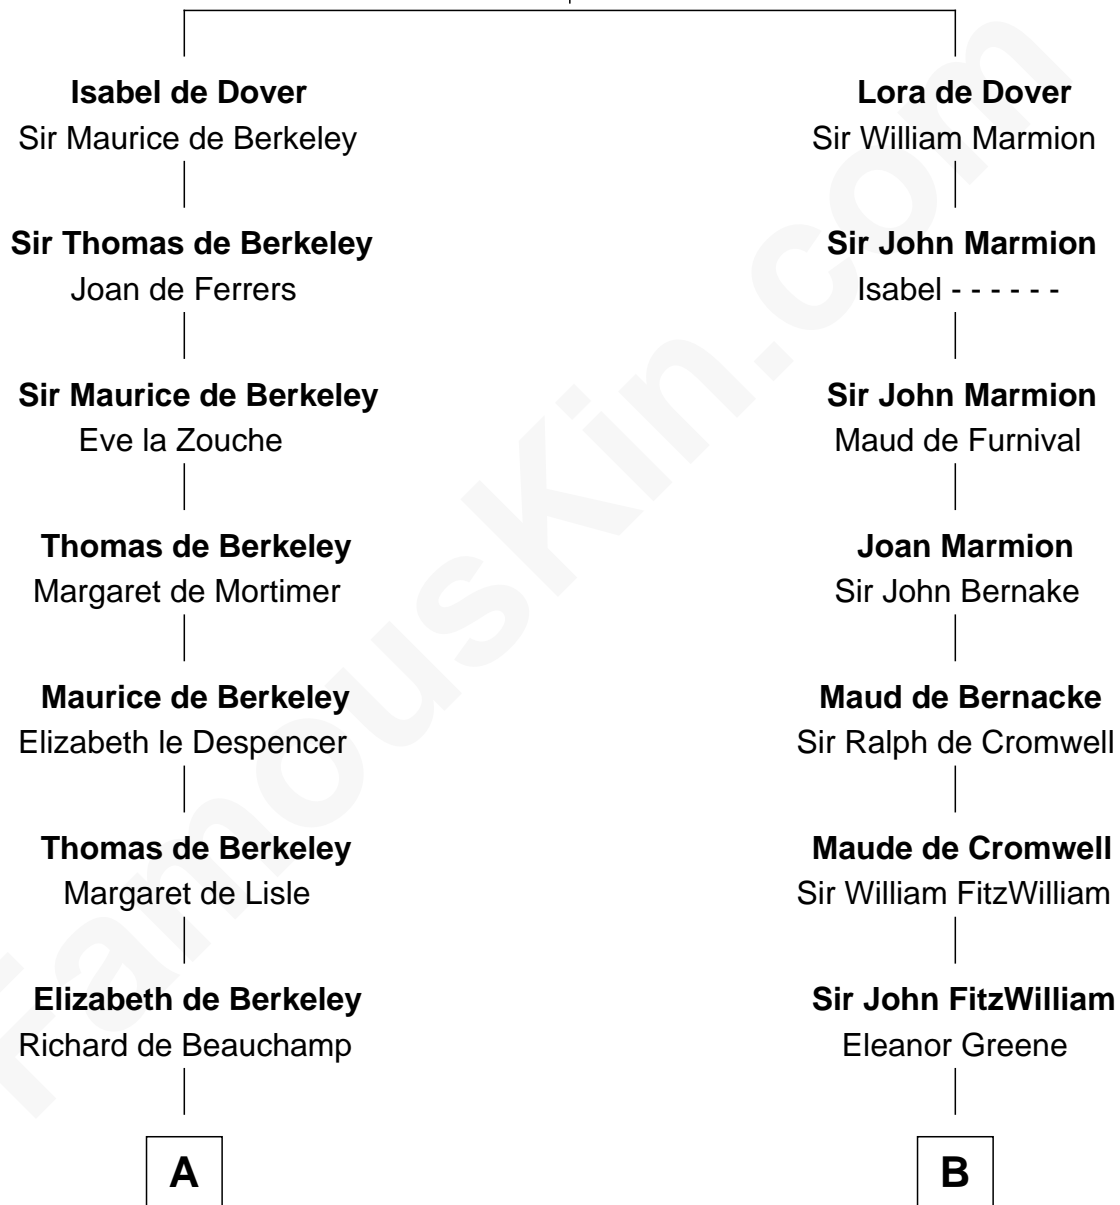 Isabel de Dover
Sir Maurice de Berkeley
Sir Thomas de Berkeley
Joan de Ferrers
Sir Maurice de Berkeley
Eve la Zouche
Thomas de Berkeley
Margaret de Mortimer
Maurice de Berkeley
Elizabeth le Despencer
Thomas de Berkeley
Margaret de Lisle
Elizabeth de Berkeley
Richard de Beauchamp
A
Lora de Dover
Sir William Marmion
Sir John Marmion
Isabel - - - - - -
Sir John Marmion
Maud de Furnival
Joan Marmion
Sir John Bernake
Maud de Bernacke
Sir Ralph de Cromwell
Maude de Cromwell
Sir William FitzWilliam
Sir John FitzWilliam
Eleanor Greene
B
FamousKin.com